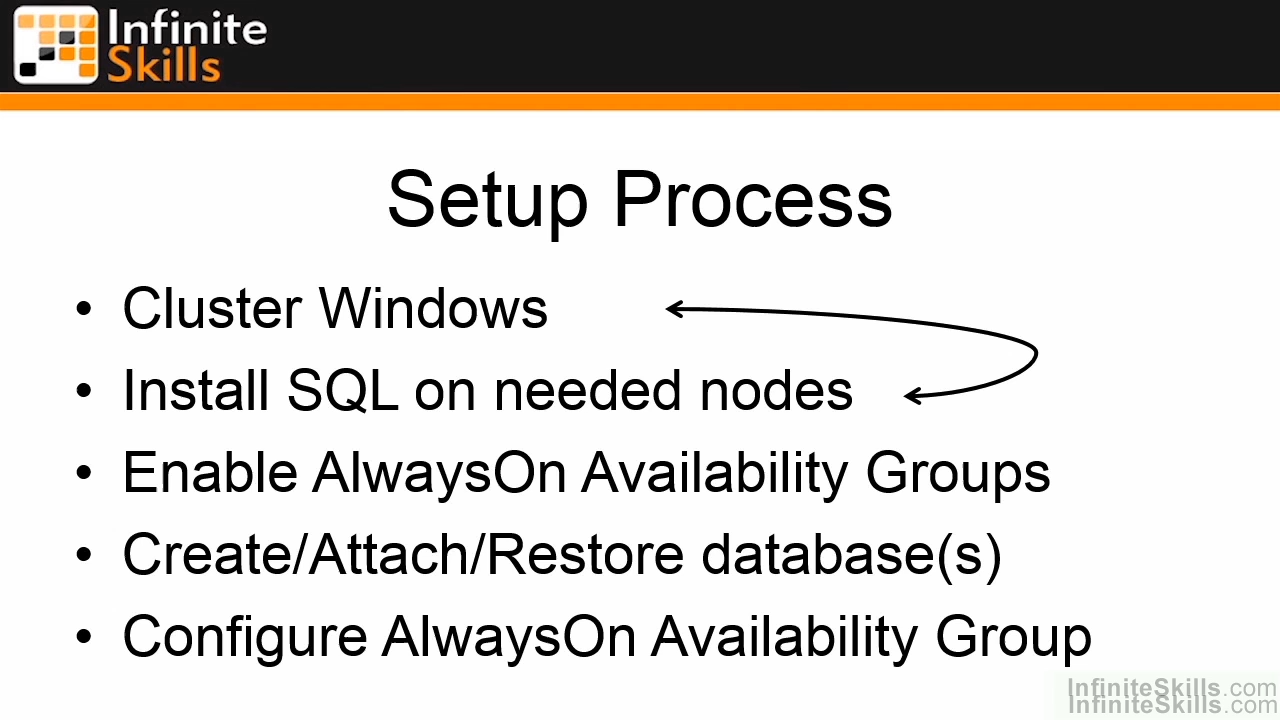 Infinite
Skills
Setup Process
• Cluster Windows
• Install SQL on needed nodes
• Enable AlwaysOn Availability Groups
• Create/Attach/Restore database(s)
• Configure AlwaysOn Availability Group
InfiniteSkills.com
InfiniteSkills.com